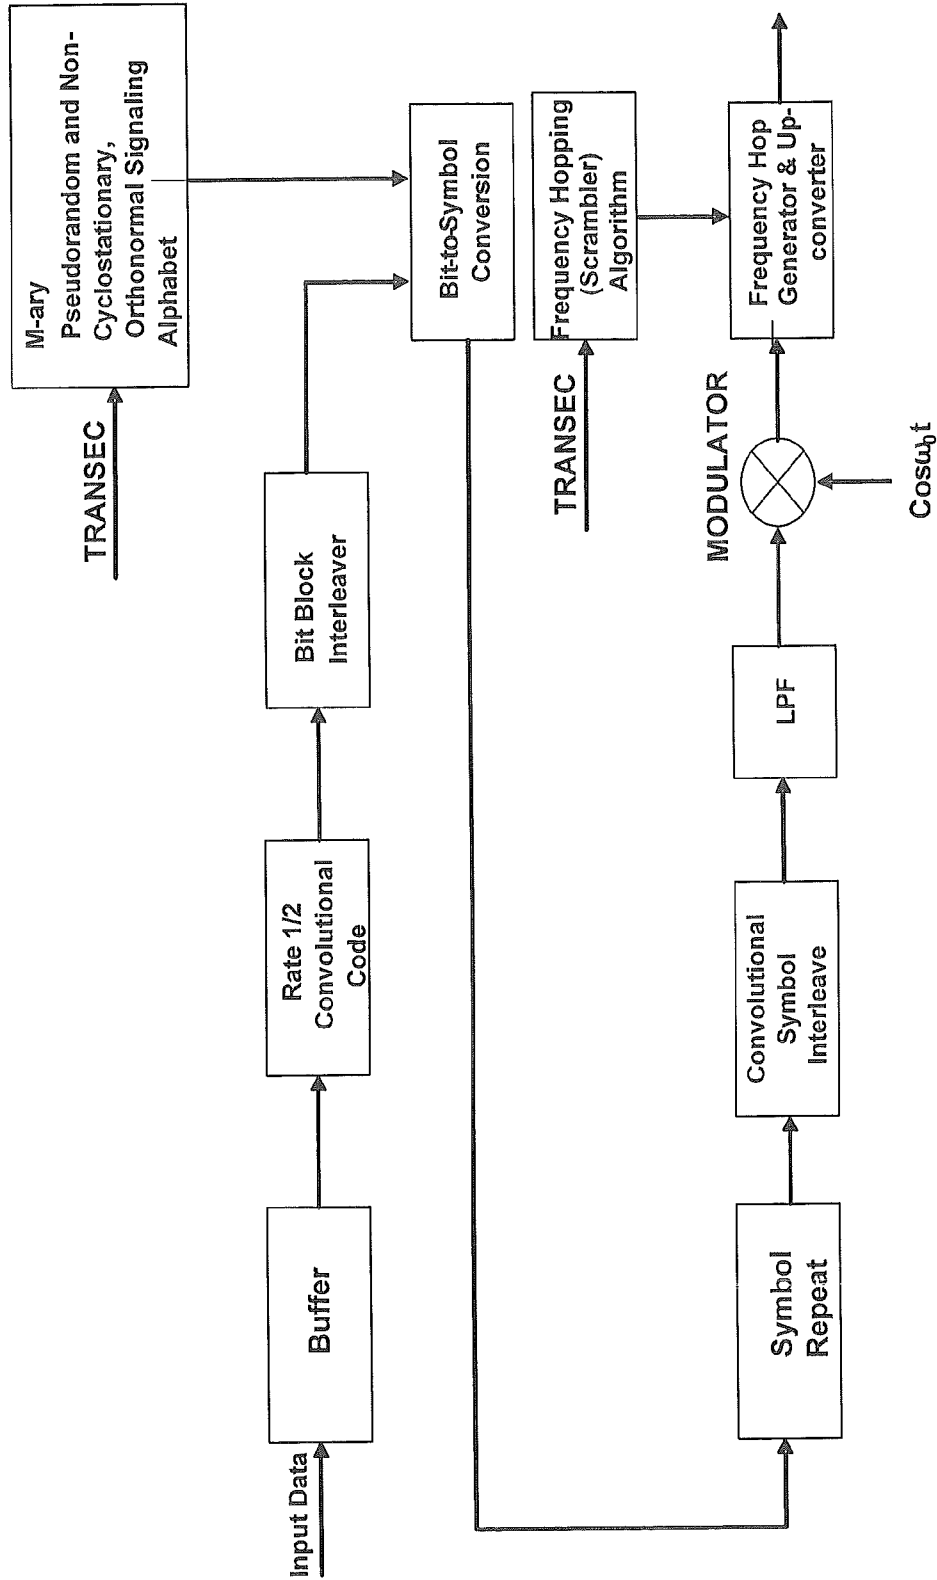 Input Data
Buffer
Rate 1/2
Convolutional
Code
Bit Block
Interleaver
TRANSEC
M-ary
Pseudorandom and Non-
Cyclostationary,
Orthonormal Signaling
Alphabet
Bit-to-Symbol
Conversion
TRANSEC
Frequency Hopping
(Scrambler)
Algorithm
Symbol
Repeat
Convolutional
Symbol
Interleave
LPF
MODULATOR
Cosω₀t
Frequency Hop
Generator & Up-
converter